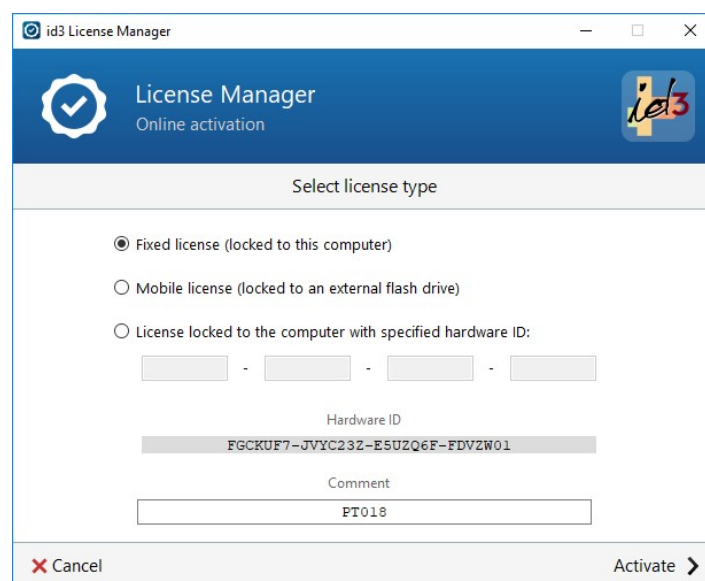 id3 License Manager
License Manager
Online activation
id3
Select license type
Fixed license (locked to this computer)
Mobile license (locked to an external flash drive)
License locked to the computer with specified hardware ID:
- - -
Hardware ID
FGCKUF7-JVYC23Z-E5UZQ6F-FDVZW01
Comment
PT018
Cancel Activate